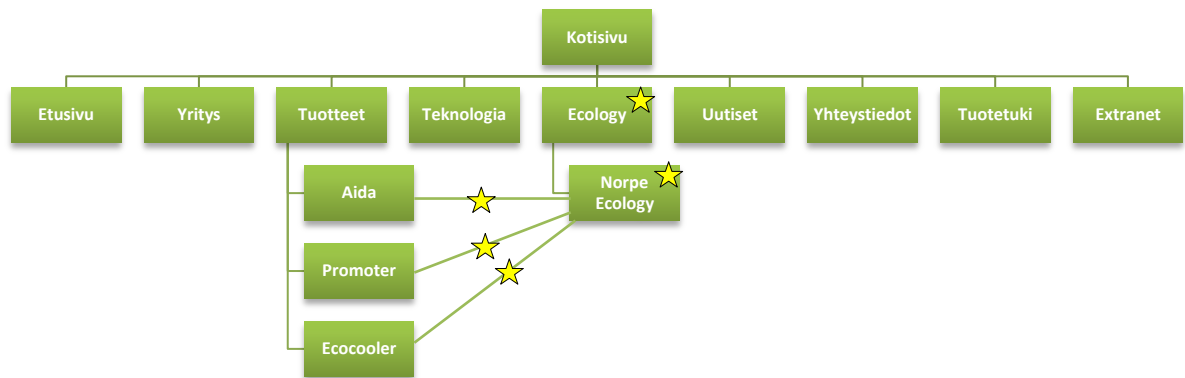 Kotisivu
Etusivu
Yritys
Tuotteet
Teknologia
Ecology
Uutiset
Yhteystiedot
Tuotetuki
Extranet
Aida
Norpe
Ecology
Promoter
Ecocooler